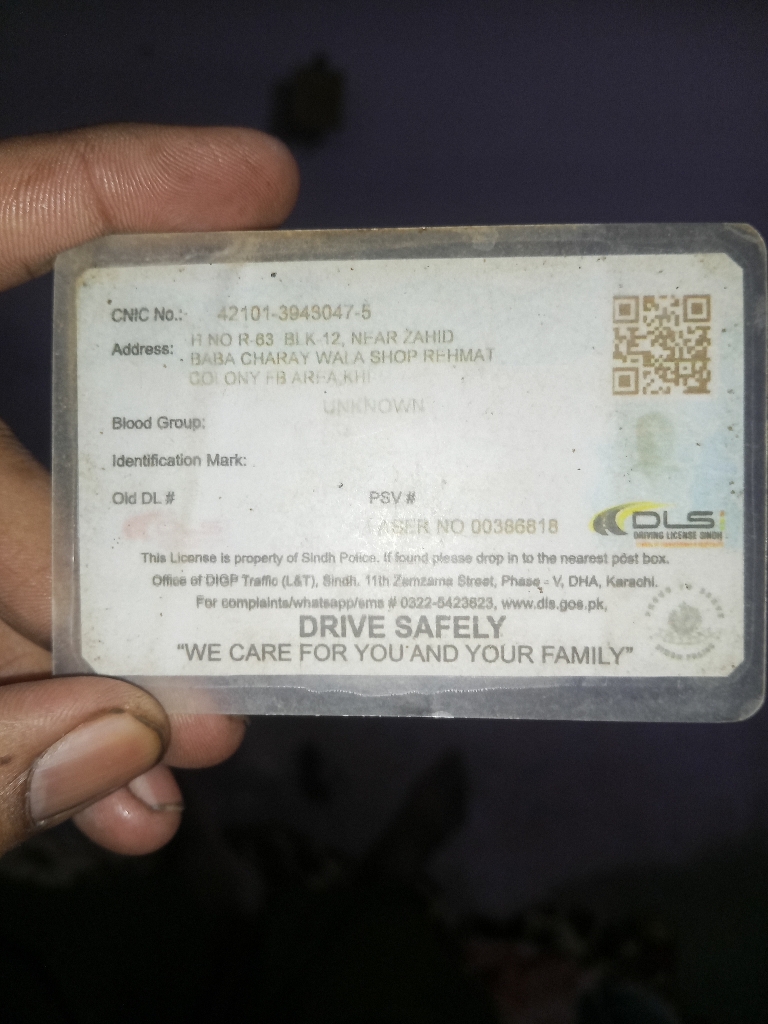 CNIC No.: 42101-3943047-5
Address: H NO R-63 BLK-12, NEAR ZAHID
BABA CHARAY WALA SHOP REHMAT
COLONY FB AREA,KHI
UNKNOWN
Blood Group:
Identification Mark:
Old DL # PSV #
LASER NO 00386818
DLS
DRIVING LICENSE SINDH
This License is property of Sindh Police. If found please drop in to the nearest post box.
Office of DIGP Traffic (L&T), Sindh, 11th Zamzama Street, Phase - V, DHA, Karachi.
For complaints/whatsapp/sms # 0322-5423623, www.dls.gos.pk,
DRIVE SAFELY
"WE CARE FOR YOU AND YOUR FAMILY"